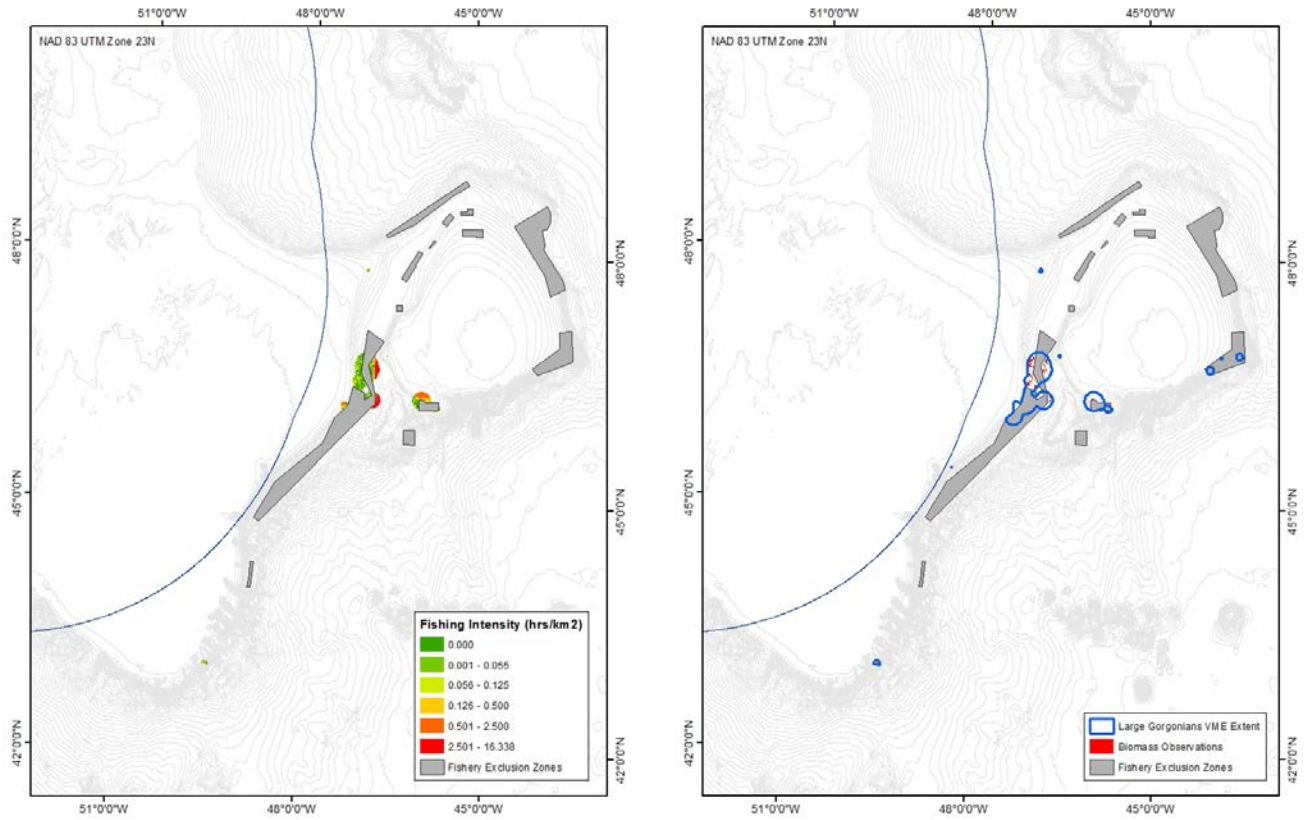 51°0'0"W 48°0'0"W 45°0'0"W
NAD 83 UTM Zone 23N
48°0'0"N
48°0'0"N
45°0'0"N
45°0'0"N
42°0'0"N
42°0'0"N
Fishing Intensity (hrs/km2)
0.000
0.001 - 0.055
0.056 - 0.125
0.126 - 0.500
0.501 - 2.500
2.501 - 16.338
Fishery Exclusion Zones
51°0'0"W 48°0'0"W 45°0'0"W
51°0'0"W 48°0'0"W 45°0'0"W
NAD 83 UTM Zone 23N
48°0'0"N
48°0'0"N
45°0'0"N
45°0'0"N
42°0'0"N
42°0'0"N
Large Gorgonians VME Extent
Biomass Observations
Fishery Exclusion Zones
51°0'0"W 48°0'0"W 45°0'0"W